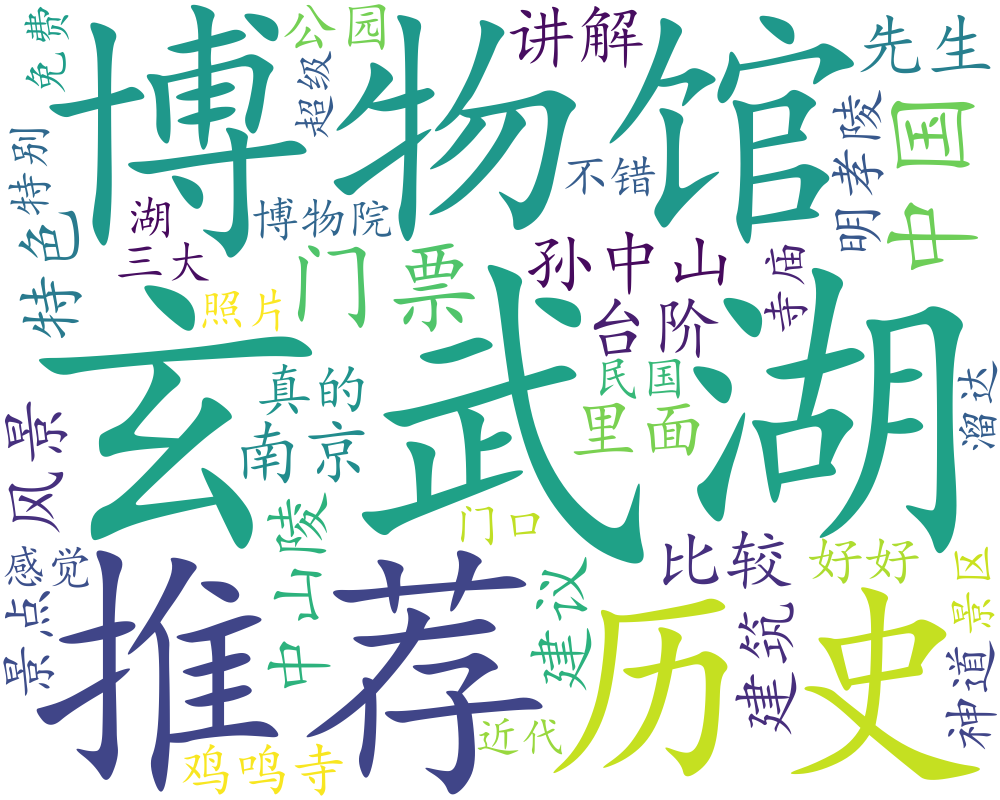 免费
公园
讲解
先生
博物馆
超级
不错
明孝陵
中国
特别
特色
湖
博物院
三大
门票
孙中山
寺庙
照片
台阶
玄武湖
真的
民国
南京
里面
溜达
风景
中山陵
门口
感觉
景点
推荐
建议
历史
比较
好好
景区
建筑
神道
鸡鸣寺
近代